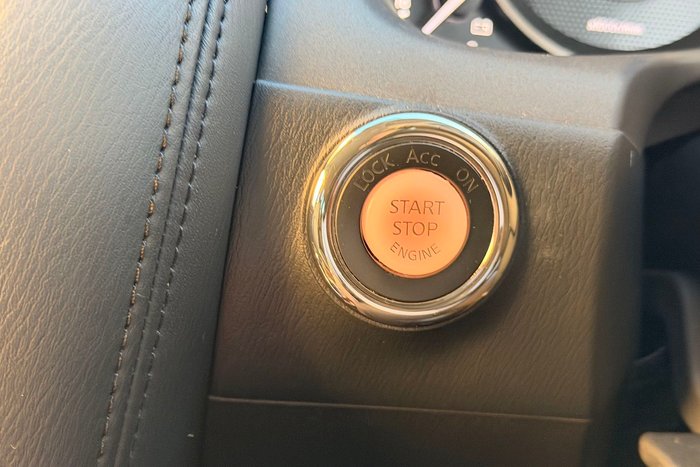 LOCK ACC ON
START
STOP
ENGINE